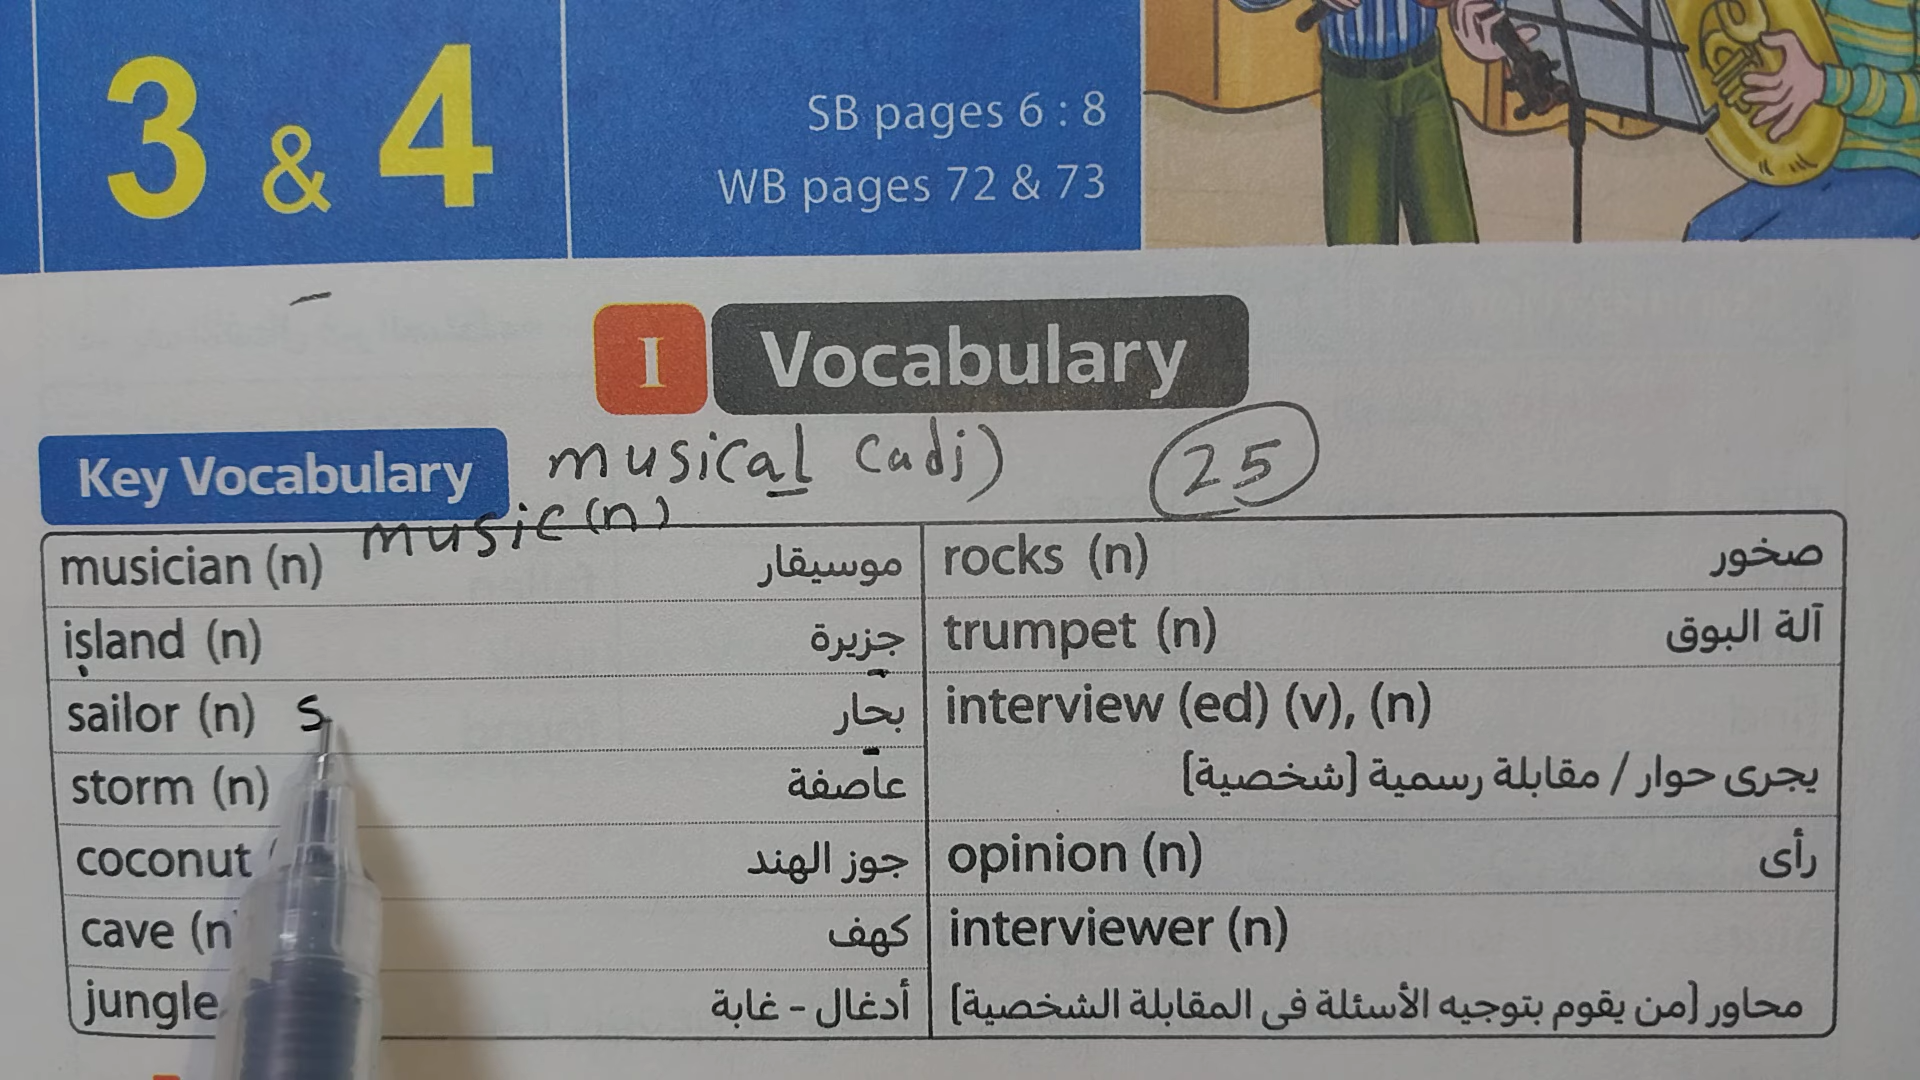 3 & 4
SB pages 6 : 8
WB pages 72 & 73
I Vocabulary
Key Vocabulary
musical (adj)
25
music (n)
musician (n) موسيقار
island (n) جزيرة
sailor (n) s بحار
storm (n) عاصفة
coconut جوز الهند
cave (n كهف
jungle أدغال - غابة
rocks (n) صخور
trumpet (n) آلة البوق
interview (ed) (v), (n)
يجرى حوار / مقابلة رسمية [شخصية]
opinion (n) رأى
interviewer (n)
محاور [من يقوم بتوجيه الأسئلة فى المقابلة الشخصية]